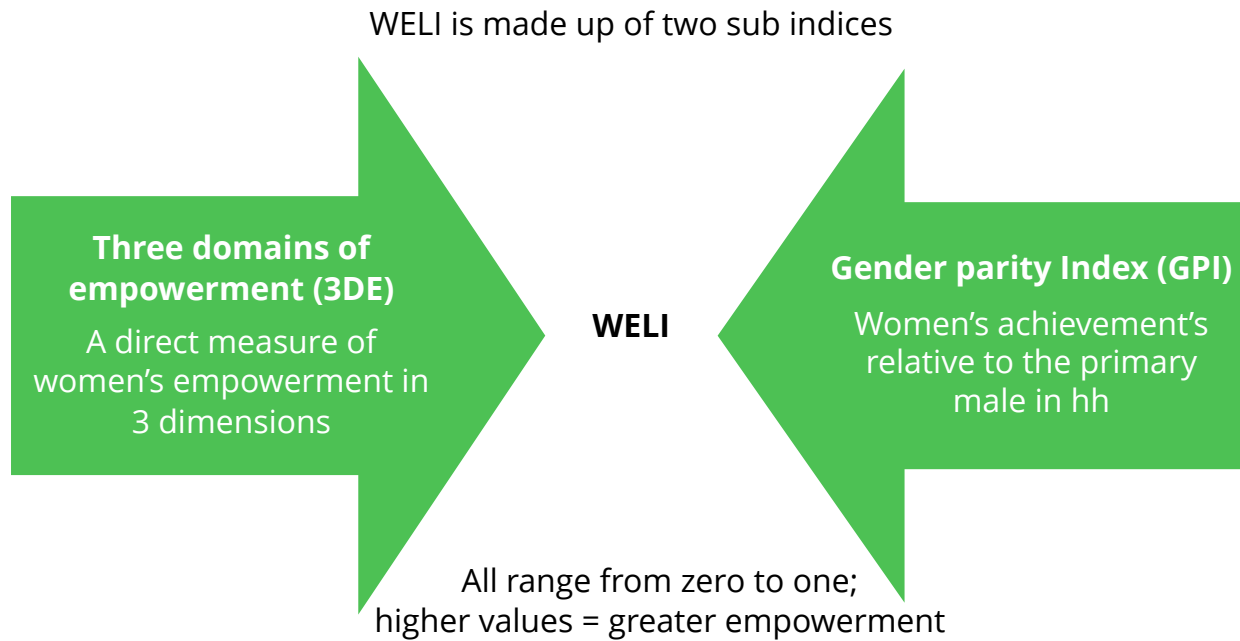 WELI is made up of two sub indices
Three domains of
empowerment (3DE)
A direct measure of
women’s empowerment in
3 dimensions
WELI
Gender parity Index (GPI)
Women’s achievement’s
relative to the primary
male in hh
All range from zero to one;
higher values = greater empowerment